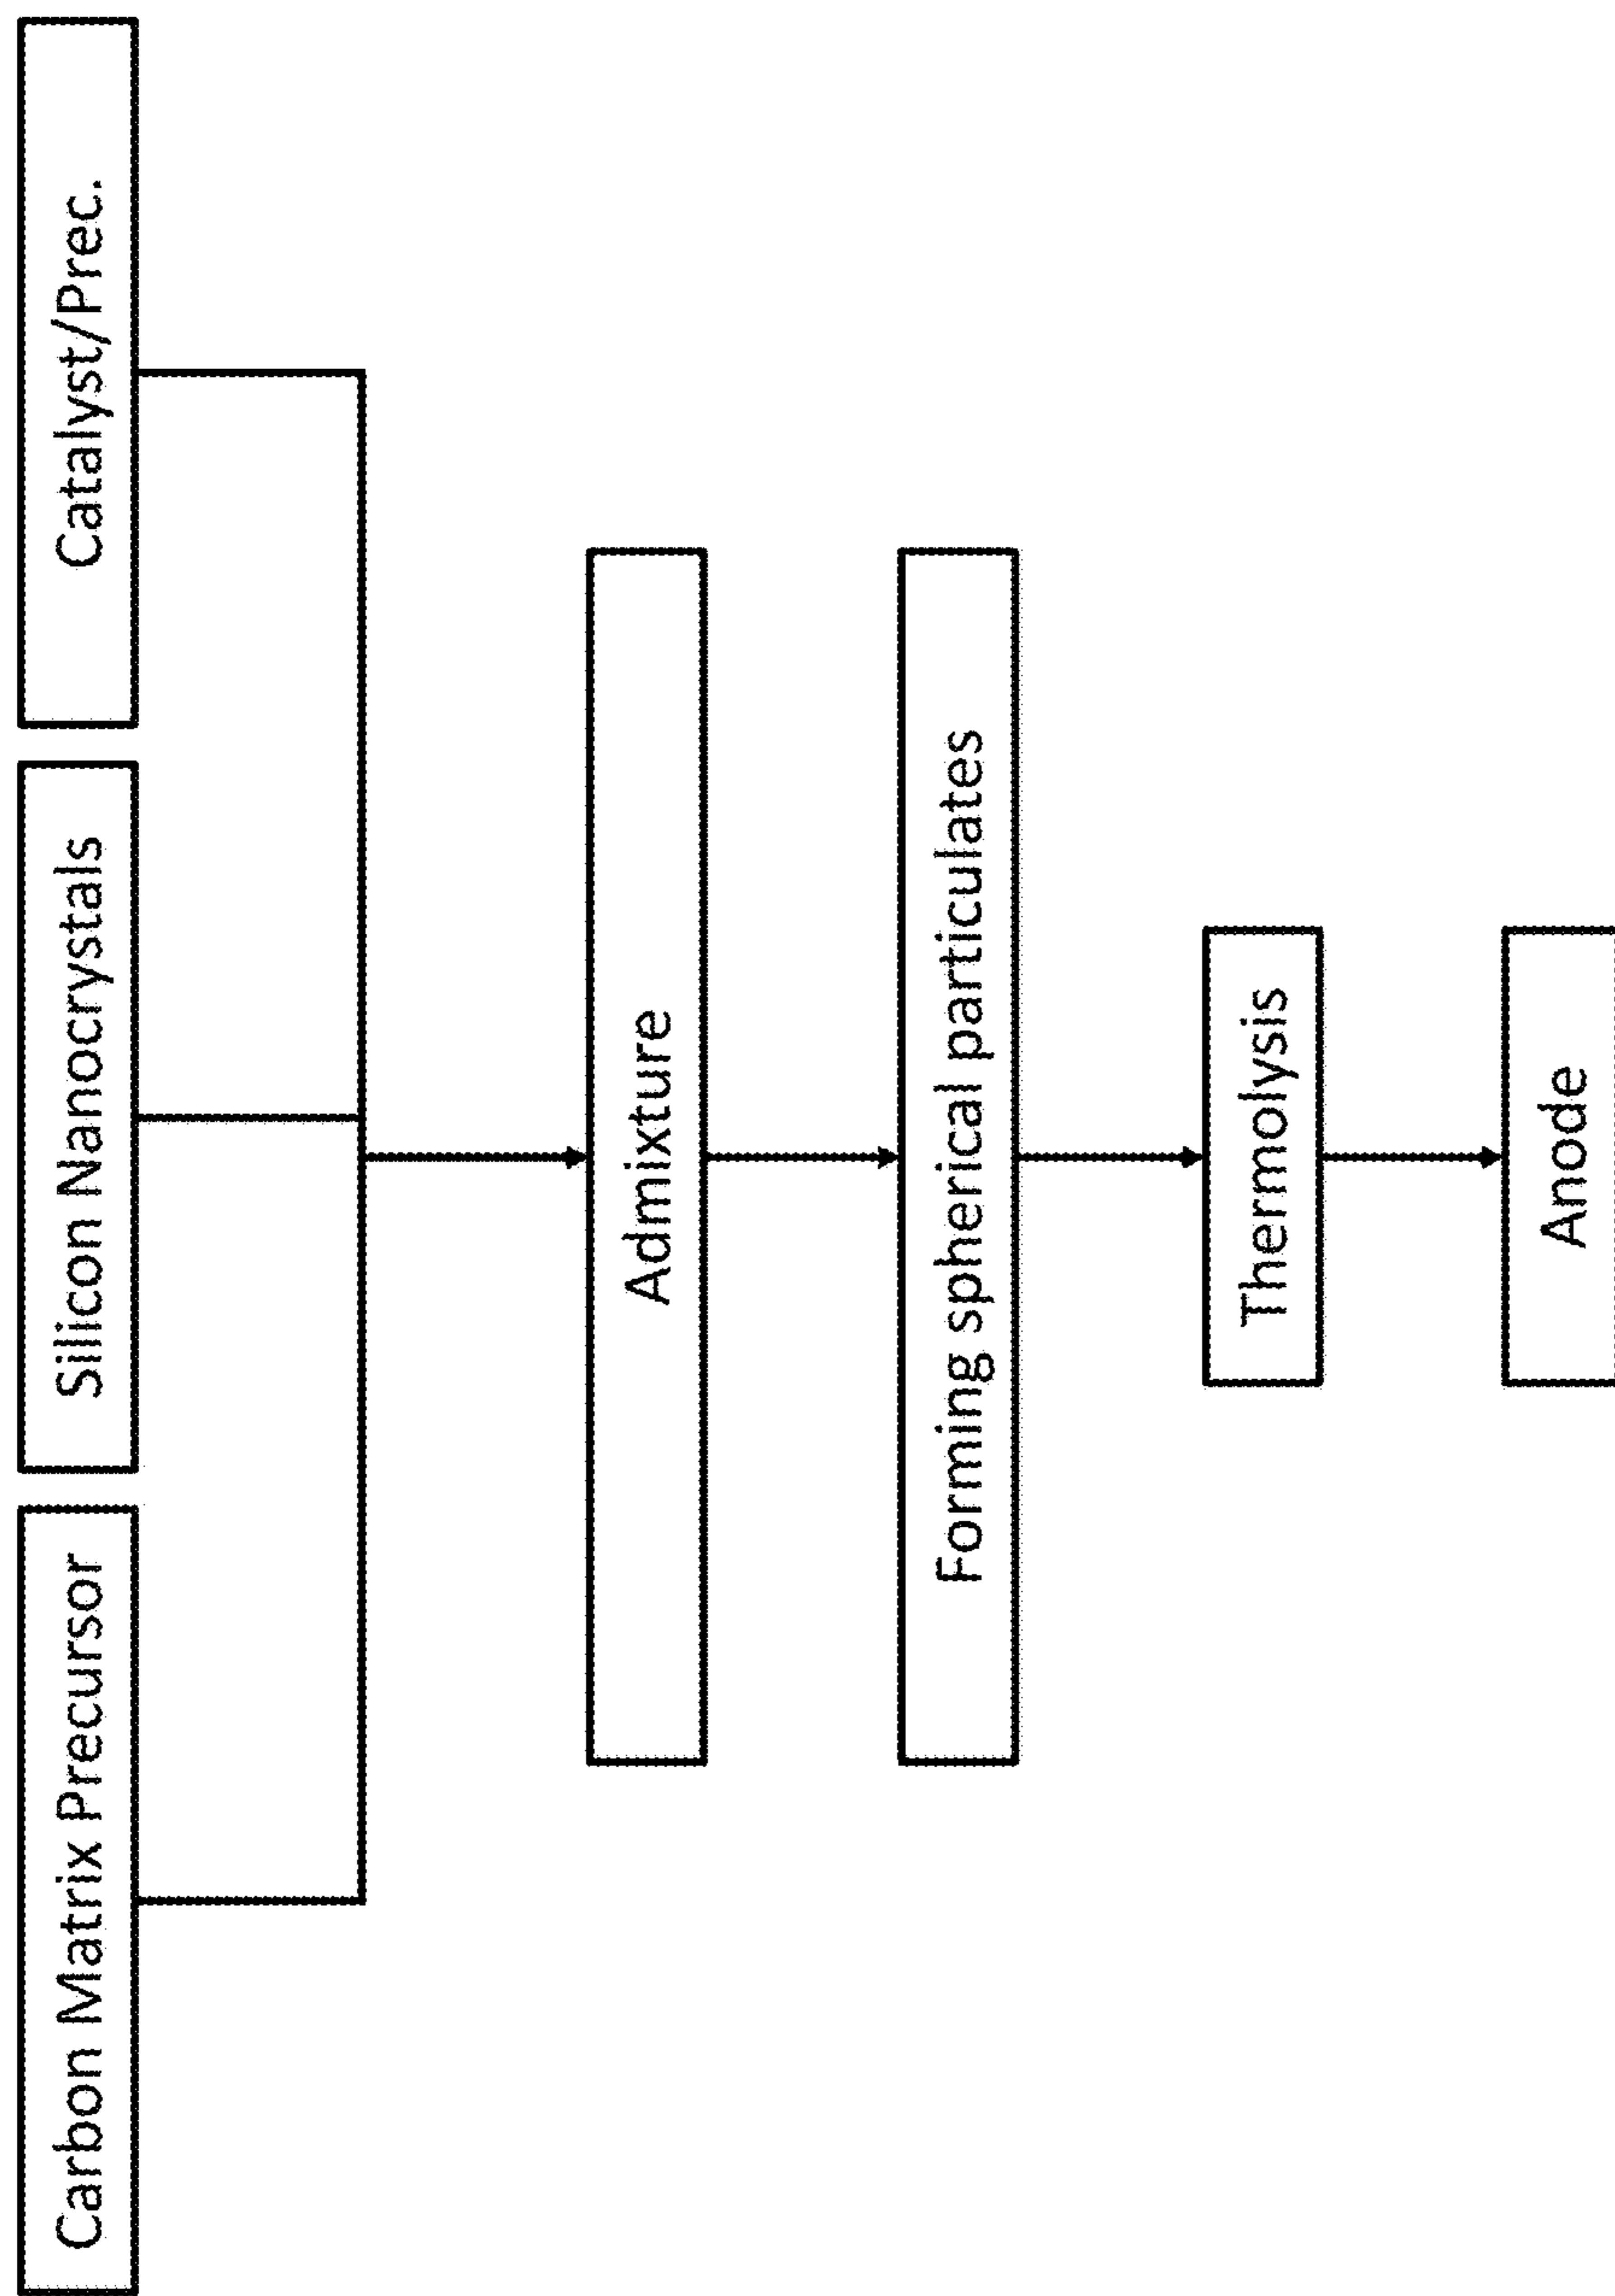 Carbon Matrix Precursor
Silicon Nanocrystals
Catalyst/Prec.
Admixture
Forming spherical particulates
Thermolysis
Anode